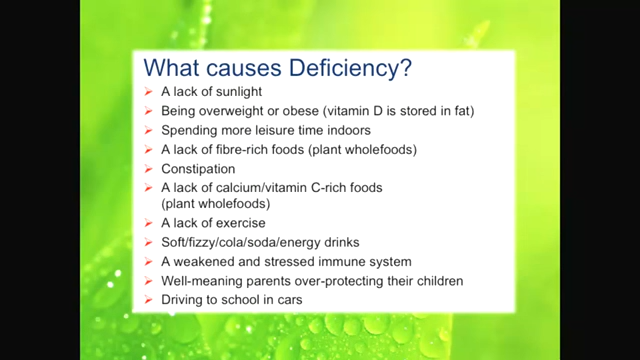 What causes Deficiency?
A lack of sunlight
Being overweight or obese (vitamin D is stored in fat)
Spending more leisure time indoors
A lack of fibre-rich foods (plant wholefoods)
Constipation
A lack of calcium/vitamin C-rich foods
(plant wholefoods)
A lack of exercise
Soft/fizzy/cola/soda/energy drinks
A weakened and stressed immune system
Well-meaning parents over-protecting their children
Driving to school in cars